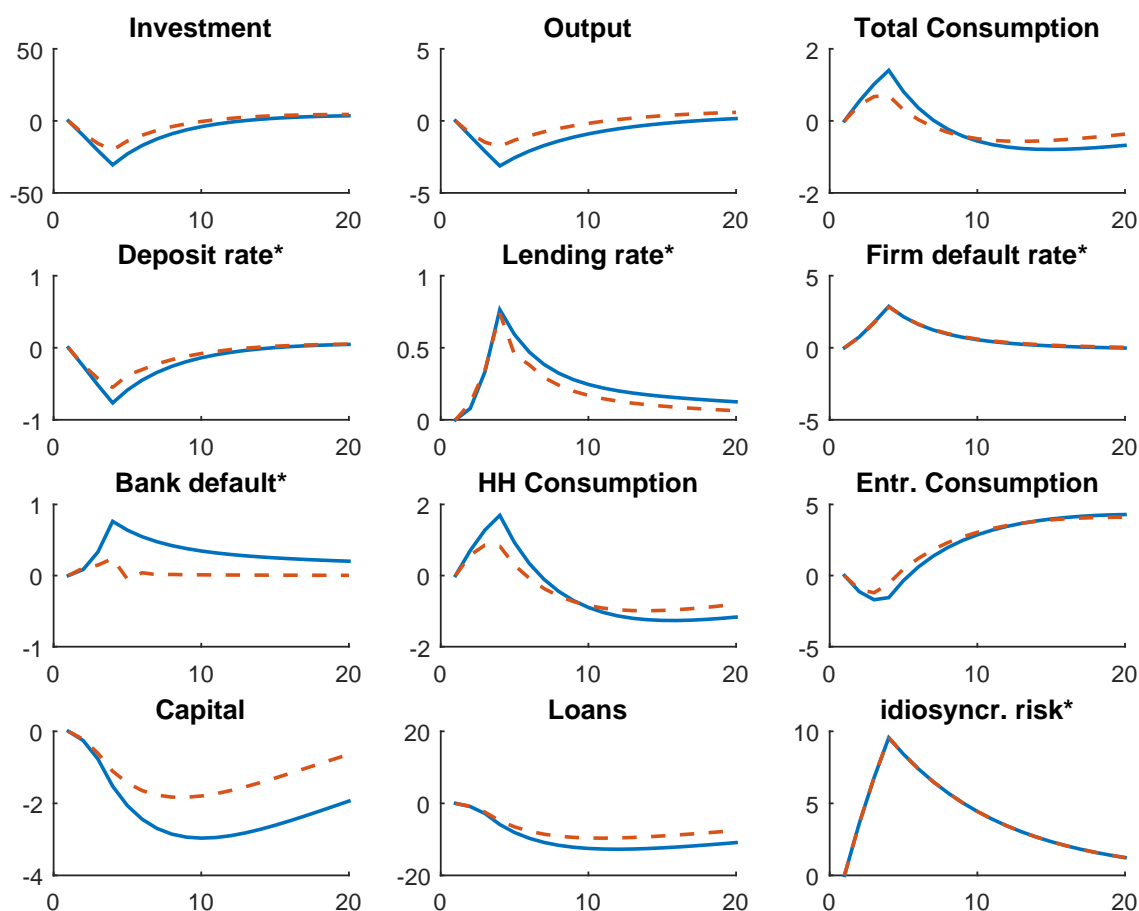 Investment
50
0
-50
0 10 20
Output
5
0
-5
0 10 20
Total Consumption
2
0
-2
0 10 20
Deposit rate*
1
0
-1
0 10 20
Lending rate*
1
0.5
0
0 10 20
Firm default rate*
5
0
-5
0 10 20
Bank default*
1
0
-1
0 10 20
HH Consumption
2
0
-2
0 10 20
Entr. Consumption
5
0
-5
0 10 20
Capital
0
-2
-4
0 10 20
Loans
20
0
-20
0 10 20
idiosyncr. risk*
10
5
0
0 10 20